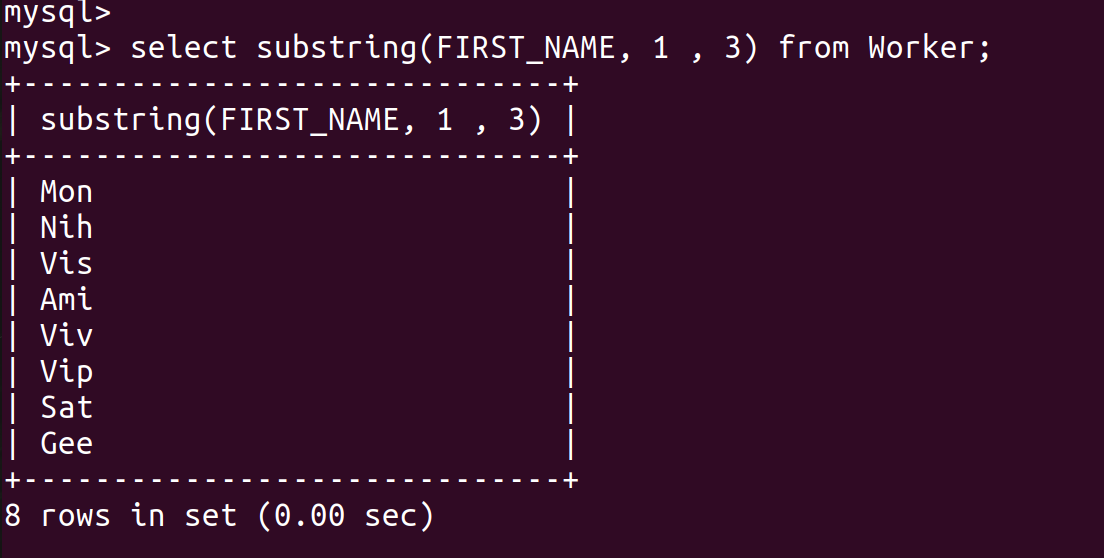 mysql>
mysql> select substring(FIRST_NAME, 1 , 3) from Worker;
+------------------------------+
| substring(FIRST_NAME, 1 , 3) |
+------------------------------+
| Mon                          |
| Nih                          |
| Vis                          |
| Ami                          |
| Viv                          |
| Vip                          |
| Sat                          |
| Gee                          |
+------------------------------+
8 rows in set (0.00 sec)